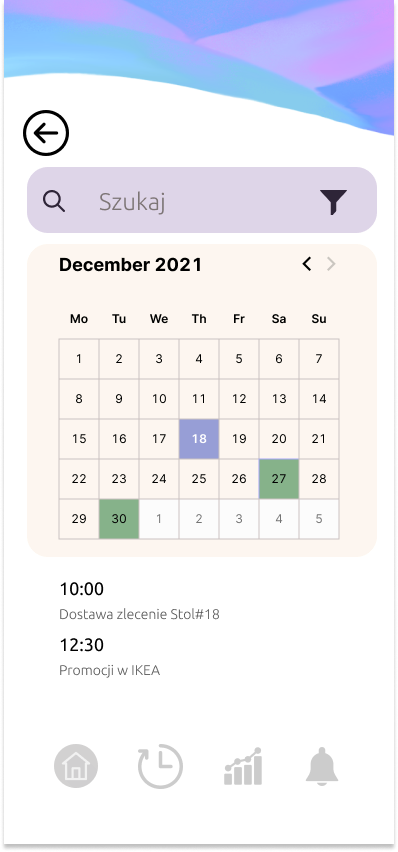 Szukaj
December 2021
Mo Tu We Th Fr Sa Su
1 2 3 4 5 6 7
8 9 10 11 12 13 14
15 16 17 18 19 20 21
22 23 24 25 26 27 28
29 30 1 2 3 4 5
10:00
Dostawa zlecenie Stol#18
12:30
Promocji w IKEA